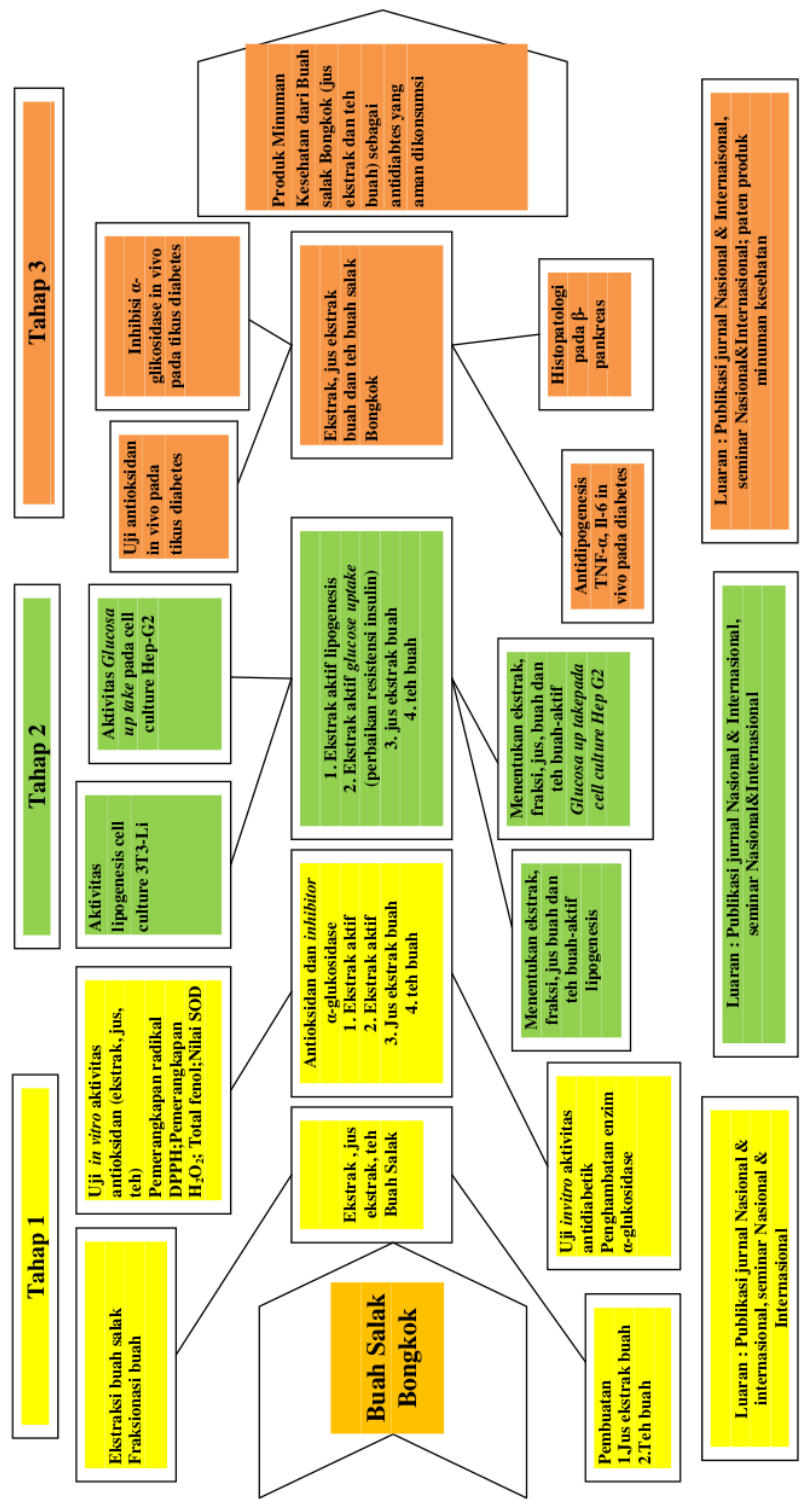 Tahap 1
Tahap 2
Tahap 3
Ekstraksi buah salak
Fraksionasi buah
Uji in vitro aktivitas
antioksidan (ekstrak, jus,
teh)
Pemerangkapan radikal
DPPH;Pemerangkapan
H₂O₂; Total fenol;Nilai SOD
Aktivitas
lipogenesis cell
culture 3T3-Li
Aktivitas Glucosa
up take pada cell
culture Hep-G2
Uji antioksidan
in vivo pada
tikus diabetes
Inhibisi α-
glikosidase in vivo
pada tikus diabetes
Buah Salak
Bongkok
Ekstrak , jus
ekstrak, teh
Buah Salak
Antioksidan dan inhibitor
α-glukosidase
1. Ekstrak aktif
2. Ekstrak aktif
3. Jus ekstrak buah
4. teh buah
1. Ekstrak aktif lipogenesis
2. Ekstrak aktif glucose uptake
(perbaikan resistensi insulin)
3. jus ekstrak buah
4. teh buah
Ekstrak, jus ekstrak
buah dan teh buah salak
Bongkok
Produk Minuman
Kesehatan dari Buah
salak Bongkok (jus
ekstrak dan teh
buah) sebagai
antidiabtes yang
aman dikonsumsi
Pembuatan
1.Jus ekstrak buah
2.Teh buah
Uji invitro aktivitas
antidiabetik
Penghambatan enzim
α-glukosidase
Menentukan ekstrak,
fraksi, jus buah dan
teh buah-aktif
lipogenesis
Menentukan ekstrak,
fraksi, jus, buah dan
teh buah-aktif
Glucosa up takepada
cell culture Hep G2
Antidipogenesis
TNF-α, Il-6 in
vivo pada diabetes
Histopatologi
pada β-
pankreas
Luaran : Publikasi jurnal Nasional &
internasional, seminar Nasional &
Internasional
Luaran : Publikasi jurnal Nasional & Internasional,
seminar Nasional&Internasional
Luaran : Publikasi jurnal Nasional & Internaisonal,
seminar Nasional&Internasional; paten produk
minuman kesehatan